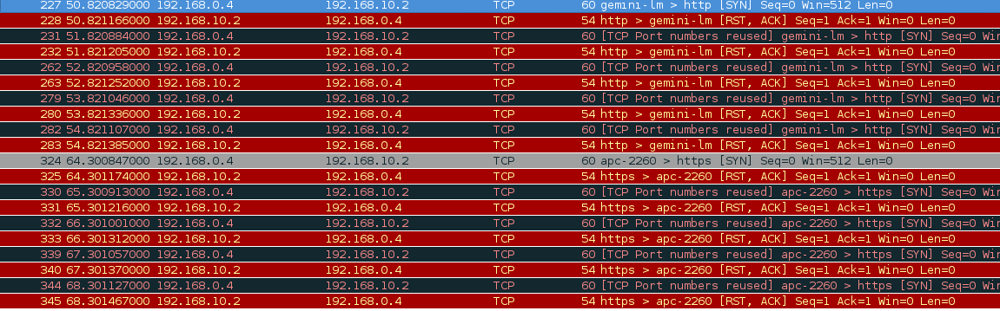 227 50.820829000 192.168.0.4 192.168.10.2 TCP 60 gemini-lm > http [SYN] Seq=0 Win=512 Len=0
228 50.821166000 192.168.10.2 192.168.0.4 TCP 54 http > gemini-lm [RST, ACK] Seq=1 Ack=1 Win=0 Len=0
231 51.820884000 192.168.0.4 192.168.10.2 TCP 60 [TCP Port numbers reused] gemini-lm > http [SYN] Seq=0 Wi
232 51.821205000 192.168.10.2 192.168.0.4 TCP 54 http > gemini-lm [RST, ACK] Seq=1 Ack=1 Win=0 Len=0
262 52.820958000 192.168.0.4 192.168.10.2 TCP 60 [TCP Port numbers reused] gemini-lm > http [SYN] Seq=0 Wi
263 52.821252000 192.168.10.2 192.168.0.4 TCP 54 http > gemini-lm [RST, ACK] Seq=1 Ack=1 Win=0 Len=0
279 53.821046000 192.168.0.4 192.168.10.2 TCP 60 [TCP Port numbers reused] gemini-lm > http [SYN] Seq=0 Wi
280 53.821336000 192.168.10.2 192.168.0.4 TCP 54 http > gemini-lm [RST, ACK] Seq=1 Ack=1 Win=0 Len=0
282 54.821107000 192.168.0.4 192.168.10.2 TCP 60 [TCP Port numbers reused] gemini-lm > http [SYN] Seq=0 Wi
283 54.821385000 192.168.10.2 192.168.0.4 TCP 54 http > gemini-lm [RST, ACK] Seq=1 Ack=1 Win=0 Len=0
324 64.300847000 192.168.0.4 192.168.10.2 TCP 60 apc-2260 > https [SYN] Seq=0 Win=512 Len=0
325 64.301174000 192.168.10.2 192.168.0.4 TCP 54 https > apc-2260 [RST, ACK] Seq=1 Ack=1 Win=0 Len=0
330 65.300913000 192.168.0.4 192.168.10.2 TCP 60 [TCP Port numbers reused] apc-2260 > https [SYN] Seq=0 Wi
331 65.301216000 192.168.10.2 192.168.0.4 TCP 54 https > apc-2260 [RST, ACK] Seq=1 Ack=1 Win=0 Len=0
332 66.301001000 192.168.0.4 192.168.10.2 TCP 60 [TCP Port numbers reused] apc-2260 > https [SYN] Seq=0 Wi
333 66.301312000 192.168.10.2 192.168.0.4 TCP 54 https > apc-2260 [RST, ACK] Seq=1 Ack=1 Win=0 Len=0
339 67.301057000 192.168.0.4 192.168.10.2 TCP 60 [TCP Port numbers reused] apc-2260 > https [SYN] Seq=0 Wi
340 67.301370000 192.168.10.2 192.168.0.4 TCP 54 https > apc-2260 [RST, ACK] Seq=1 Ack=1 Win=0 Len=0
344 68.301127000 192.168.0.4 192.168.10.2 TCP 60 [TCP Port numbers reused] apc-2260 > https [SYN] Seq=0 Wi
345 68.301467000 192.168.10.2 192.168.0.4 TCP 54 https > apc-2260 [RST, ACK] Seq=1 Ack=1 Win=0 Len=0